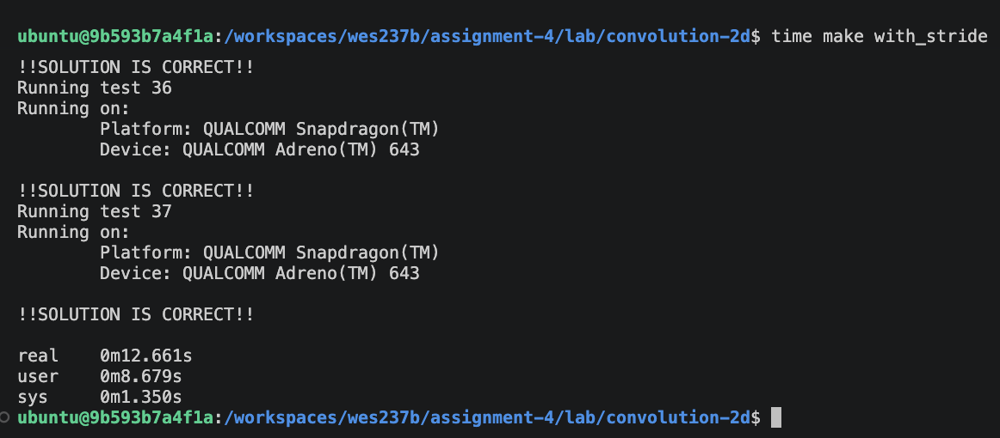 ubuntu@9b593b7a4f1a:/workspaces/wes237b/assignment-4/lab/convolution-2d$ time make with_stride
!!SOLUTION IS CORRECT!!
Running test 36
Running on:
        Platform: QUALCOMM Snapdragon(TM)
        Device: QUALCOMM Adreno(TM) 643

!!SOLUTION IS CORRECT!!
Running test 37
Running on:
        Platform: QUALCOMM Snapdragon(TM)
        Device: QUALCOMM Adreno(TM) 643

!!SOLUTION IS CORRECT!!

real    0m12.661s
user    0m8.679s
sys     0m1.350s
ubuntu@9b593b7a4f1a:/workspaces/wes237b/assignment-4/lab/convolution-2d$